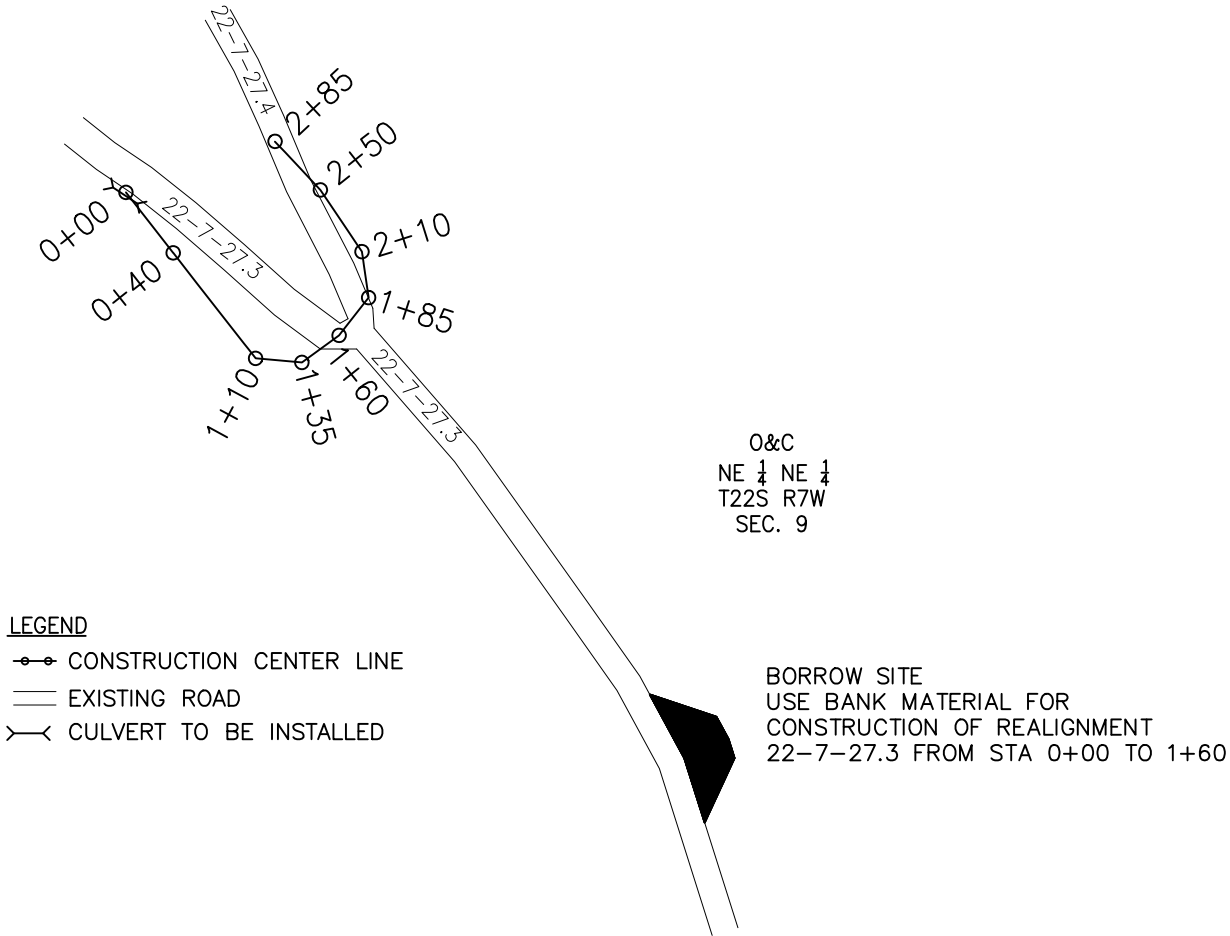 22-7-27.4
2+85
2+50
2+10
1+85
0+00
0+40
22-7-27.3
1+10
1+35
1+60
22-7-27.3
O&C
NE 1/4 NE 1/4
T22S R7W
SEC. 9
LEGEND
CONSTRUCTION CENTER LINE
EXISTING ROAD
CULVERT TO BE INSTALLED
BORROW SITE
USE BANK MATERIAL FOR
CONSTRUCTION OF REALIGNMENT
22-7-27.3 FROM STA 0+00 TO 1+60